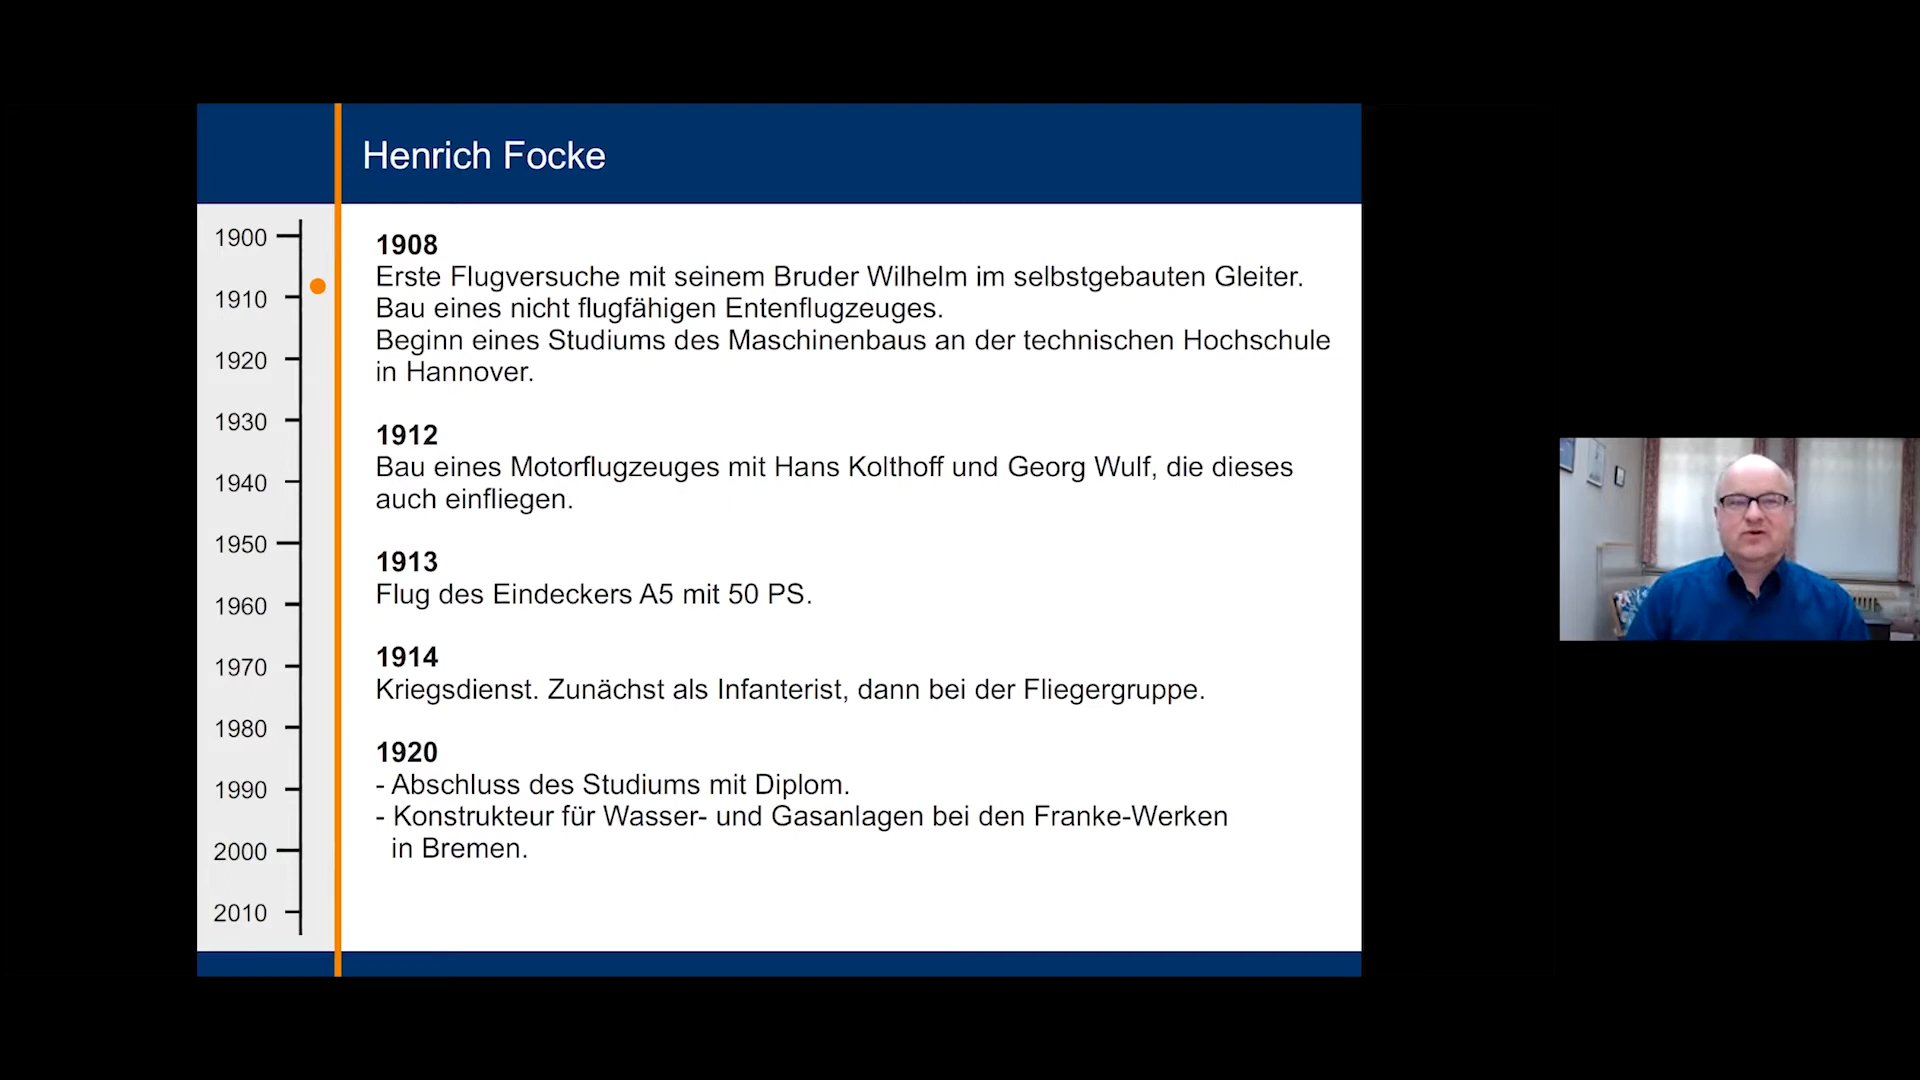 Henrich Focke
1900
1910
1920
1930
1940
1950
1960
1970
1980
1990
2000
2010
1908
Erste Flugversuche mit seinem Bruder Wilhelm im selbstgebauten Gleiter.
Bau eines nicht flugfähigen Entenflugzeuges.
Beginn eines Studiums des Maschinenbaus an der technischen Hochschule
in Hannover.
1912
Bau eines Motorflugzeuges mit Hans Kolthoff und Georg Wulf, die dieses
auch einfliegen.
1913
Flug des Eindeckers A5 mit 50 PS.
1914
Kriegsdienst. Zunächst als Infanterist, dann bei der Fliegergruppe.
1920
- Abschluss des Studiums mit Diplom.
- Konstrukteur für Wasser- und Gasanlagen bei den Franke-Werken
in Bremen.